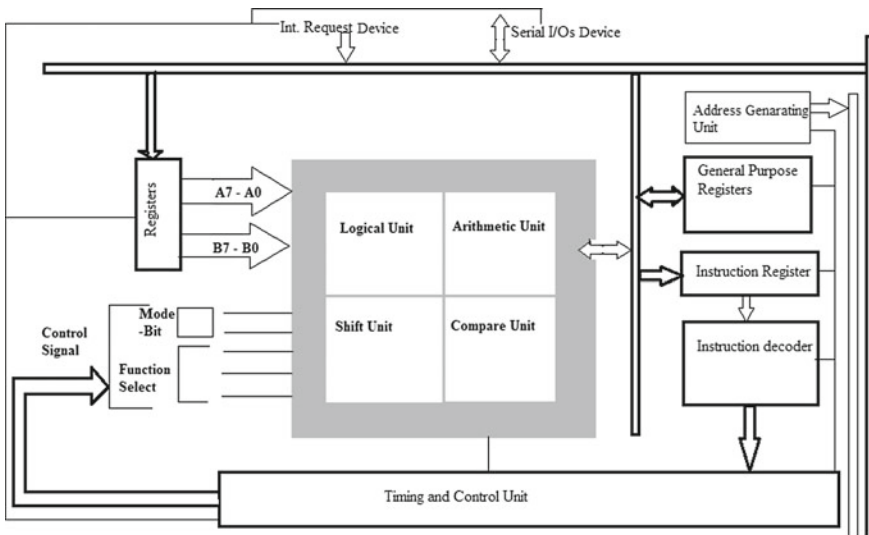 Int. Request Device
Serial I/Os Device
Address Genarating
Unit
General Purpose
Registers
Registers
A7 - A0
B7 - B0
Logical Unit
Arithmetic Unit
Instruction Register
Mode
-Bit
Shift Unit
Compare Unit
Control
Signal
Instruction decoder
Function
Select
Timing and Control Unit